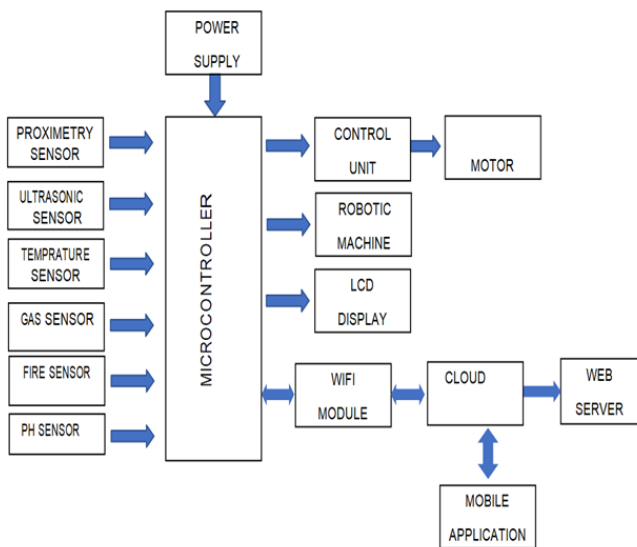 POWER
SUPPLY
PROXIMETRY
SENSOR
ULTRASONIC
SENSOR
TEMPRATURE
SENSOR
GAS SENSOR
FIRE SENSOR
PH SENSOR
MICROCONTROLLER
CONTROL
UNIT
MOTOR
ROBOTIC
MACHINE
LCD
DISPLAY
WIFI
MODULE
CLOUD
WEB
SERVER
MOBILE
APPLICATION